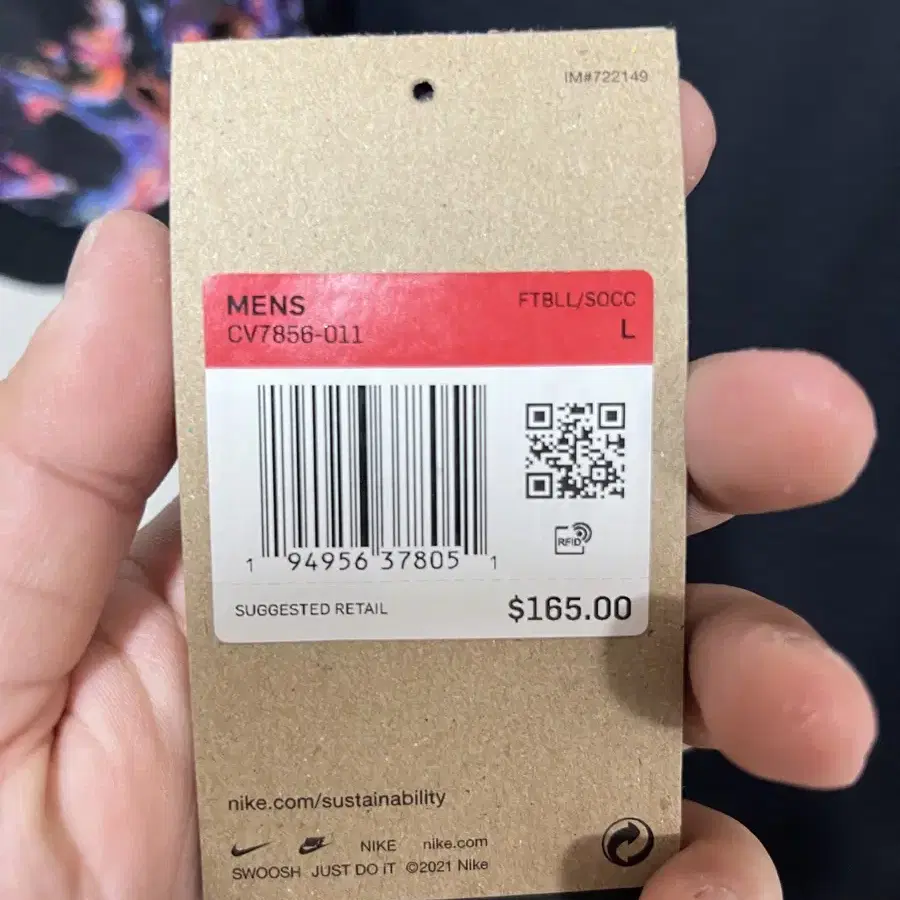 IM#722149
MENS
FTBLL/SOCC
CV7856-011
L
1 94956 37805 1
RFID
SUGGESTED RETAIL
$165.00
nike.com/sustainability
NIKE nike.com
SWOOSH JUST DO IT ©2021 Nike